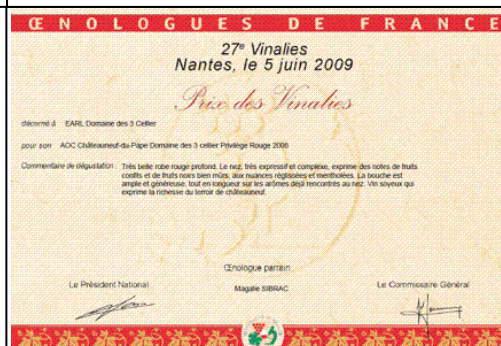 ŒNOLOGUES DE FRANCE
27e Vinalies
Nantes, le 5 juin 2009
Prix des Vinalies
décerné à EARL Domaine des 3 Cellier
pour son AOC Châteauneuf-du-Pape Domaine des 3 cellier Privilège Rouge 2006
Commentaire de dégustation : Très belle robe rouge profond. Le nez, très expressif et complexe, exprime des notes de fruits
confits et de fruits noirs bien mûrs, aux nuances réglissées et mentholées. La bouche est
ample et généreuse, tout en longueur sur les arômes déjà rencontrés au nez. Vin soyeux qui
exprime la richesse du terroir de châteauneuf.
Œnologue parrain
Le Président National Magalie SIBRAC Le Commissaire Général